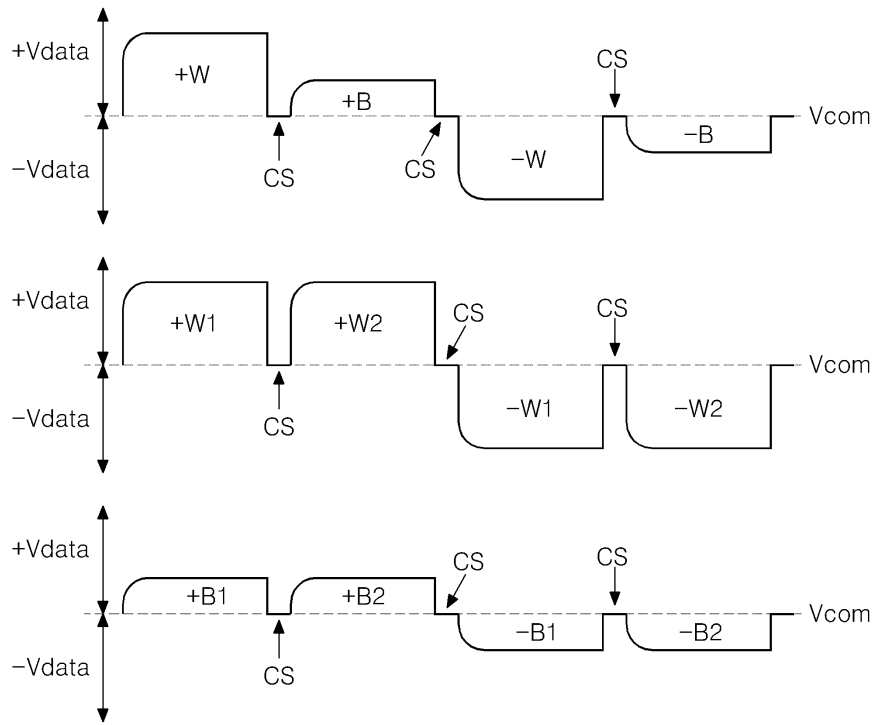 +Vdata
+W
CS
+B
Vcom
-B
-Vdata
CS
CS
-W
+Vdata
+W1
+W2
CS
CS
Vcom
-Vdata
CS
-W1
-W2
+Vdata
+B1
+B2
CS
CS
Vcom
-Vdata
CS
-B1
-B2